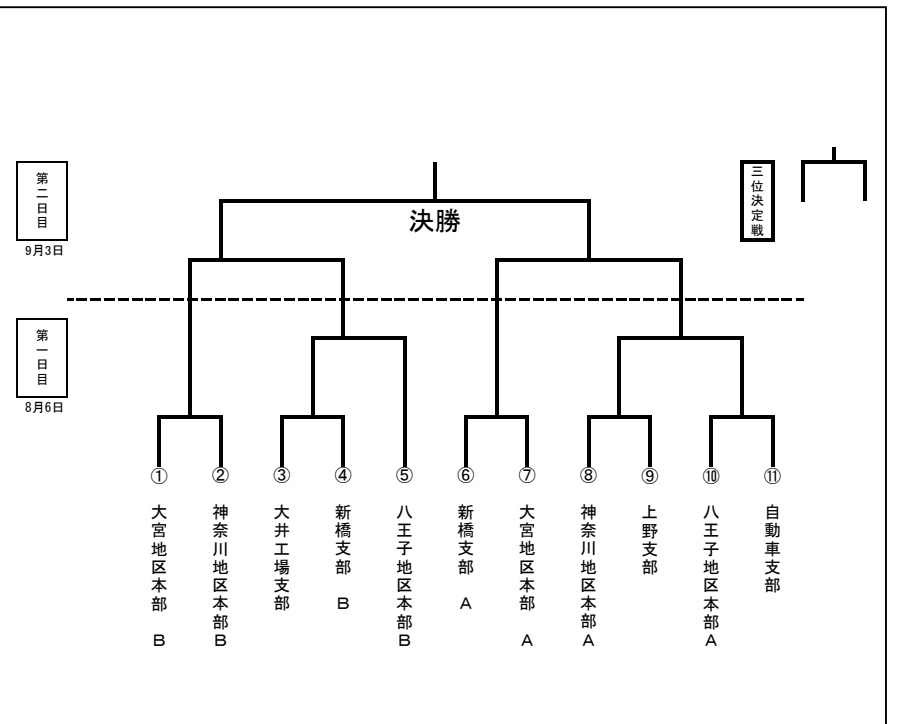 第二日目
9月3日
三位決定戦
決勝
第一日目
8月6日
① 大宮地区本部 B
② 神奈川地区本部B
③ 大井工場支部
④ 新橋支部 B
⑤ 八王子地区本部B
⑥ 新橋支部 A
⑦ 大宮地区本部 A
⑧ 神奈川地区本部A
⑨ 上野支部
⑩ 八王子地区本部A
⑪ 自動車支部